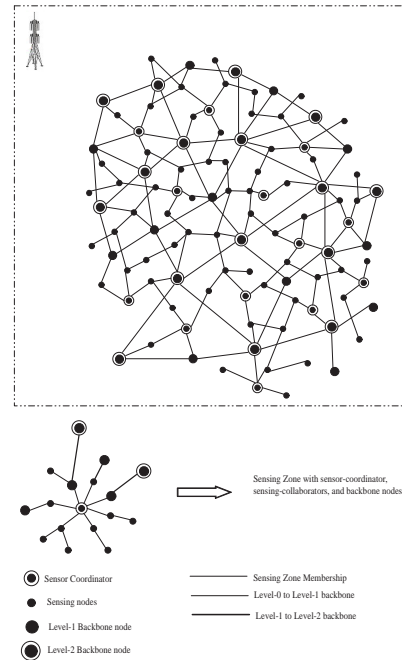 Sensing Zone with sensor-coordinator,
sensing-collaborators, and backbone nodes
Sensor Coordinator
Sensing nodes
Level-1 Backbone node
Level-2 Backbone node
Sensing Zone Membership
Level-0 to Level-1 backbone
Level-1 to Level-2 backbone